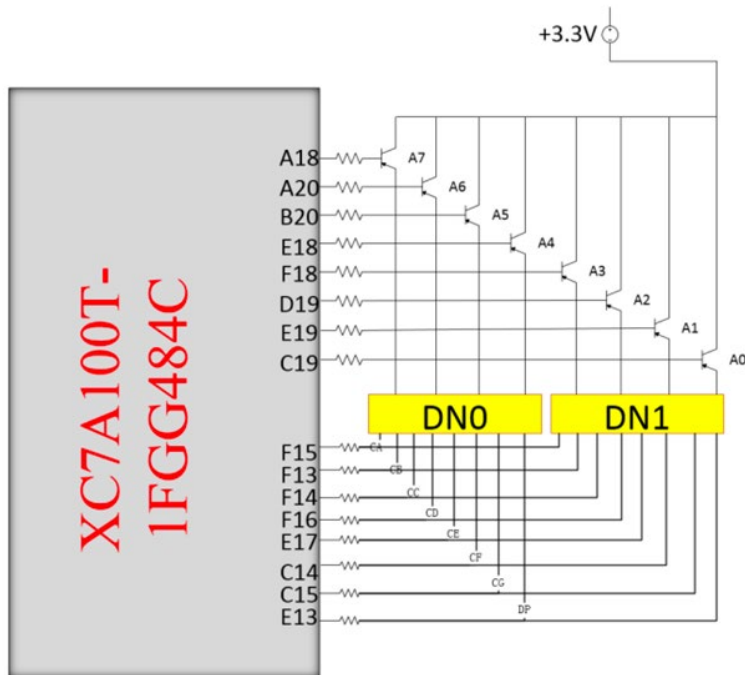 +3.3V
XC7A100T-
1FGG484C
A18
A7
A20
A6
B20
A5
E18
A4
F18
A3
D19
A2
E19
A1
C19
A0
DN0
DN1
F15
CA
F13
CB
CC
F14
CD
F16
CE
E17
CF
C14
CG
C15
DP
E13